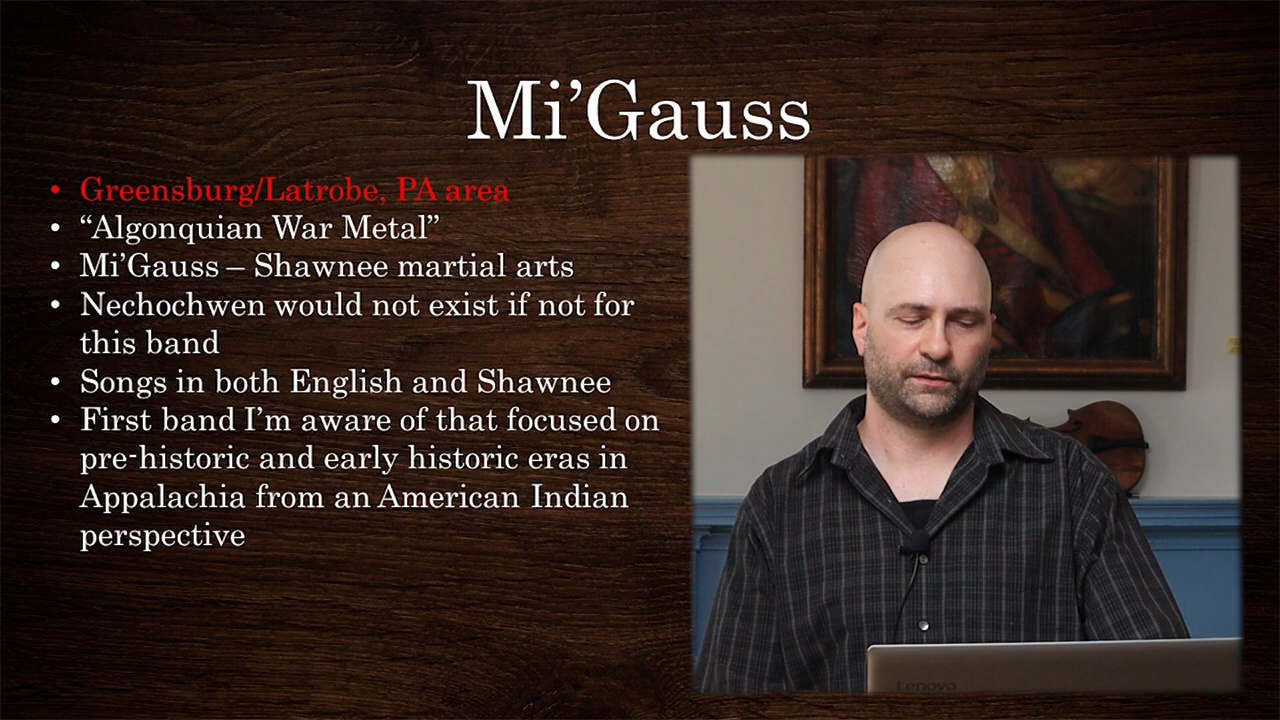 Mi’Gauss
• Greensburg/Latrobe, PA area
• “Algonquian War Metal”
• Mi’Gauss – Shawnee martial arts
• Nechochwen would not exist if not for
this band
• Songs in both English and Shawnee
• First band I’m aware of that focused on
pre-historic and early historic eras in
Appalachia from an American Indian
perspective
Lenovo